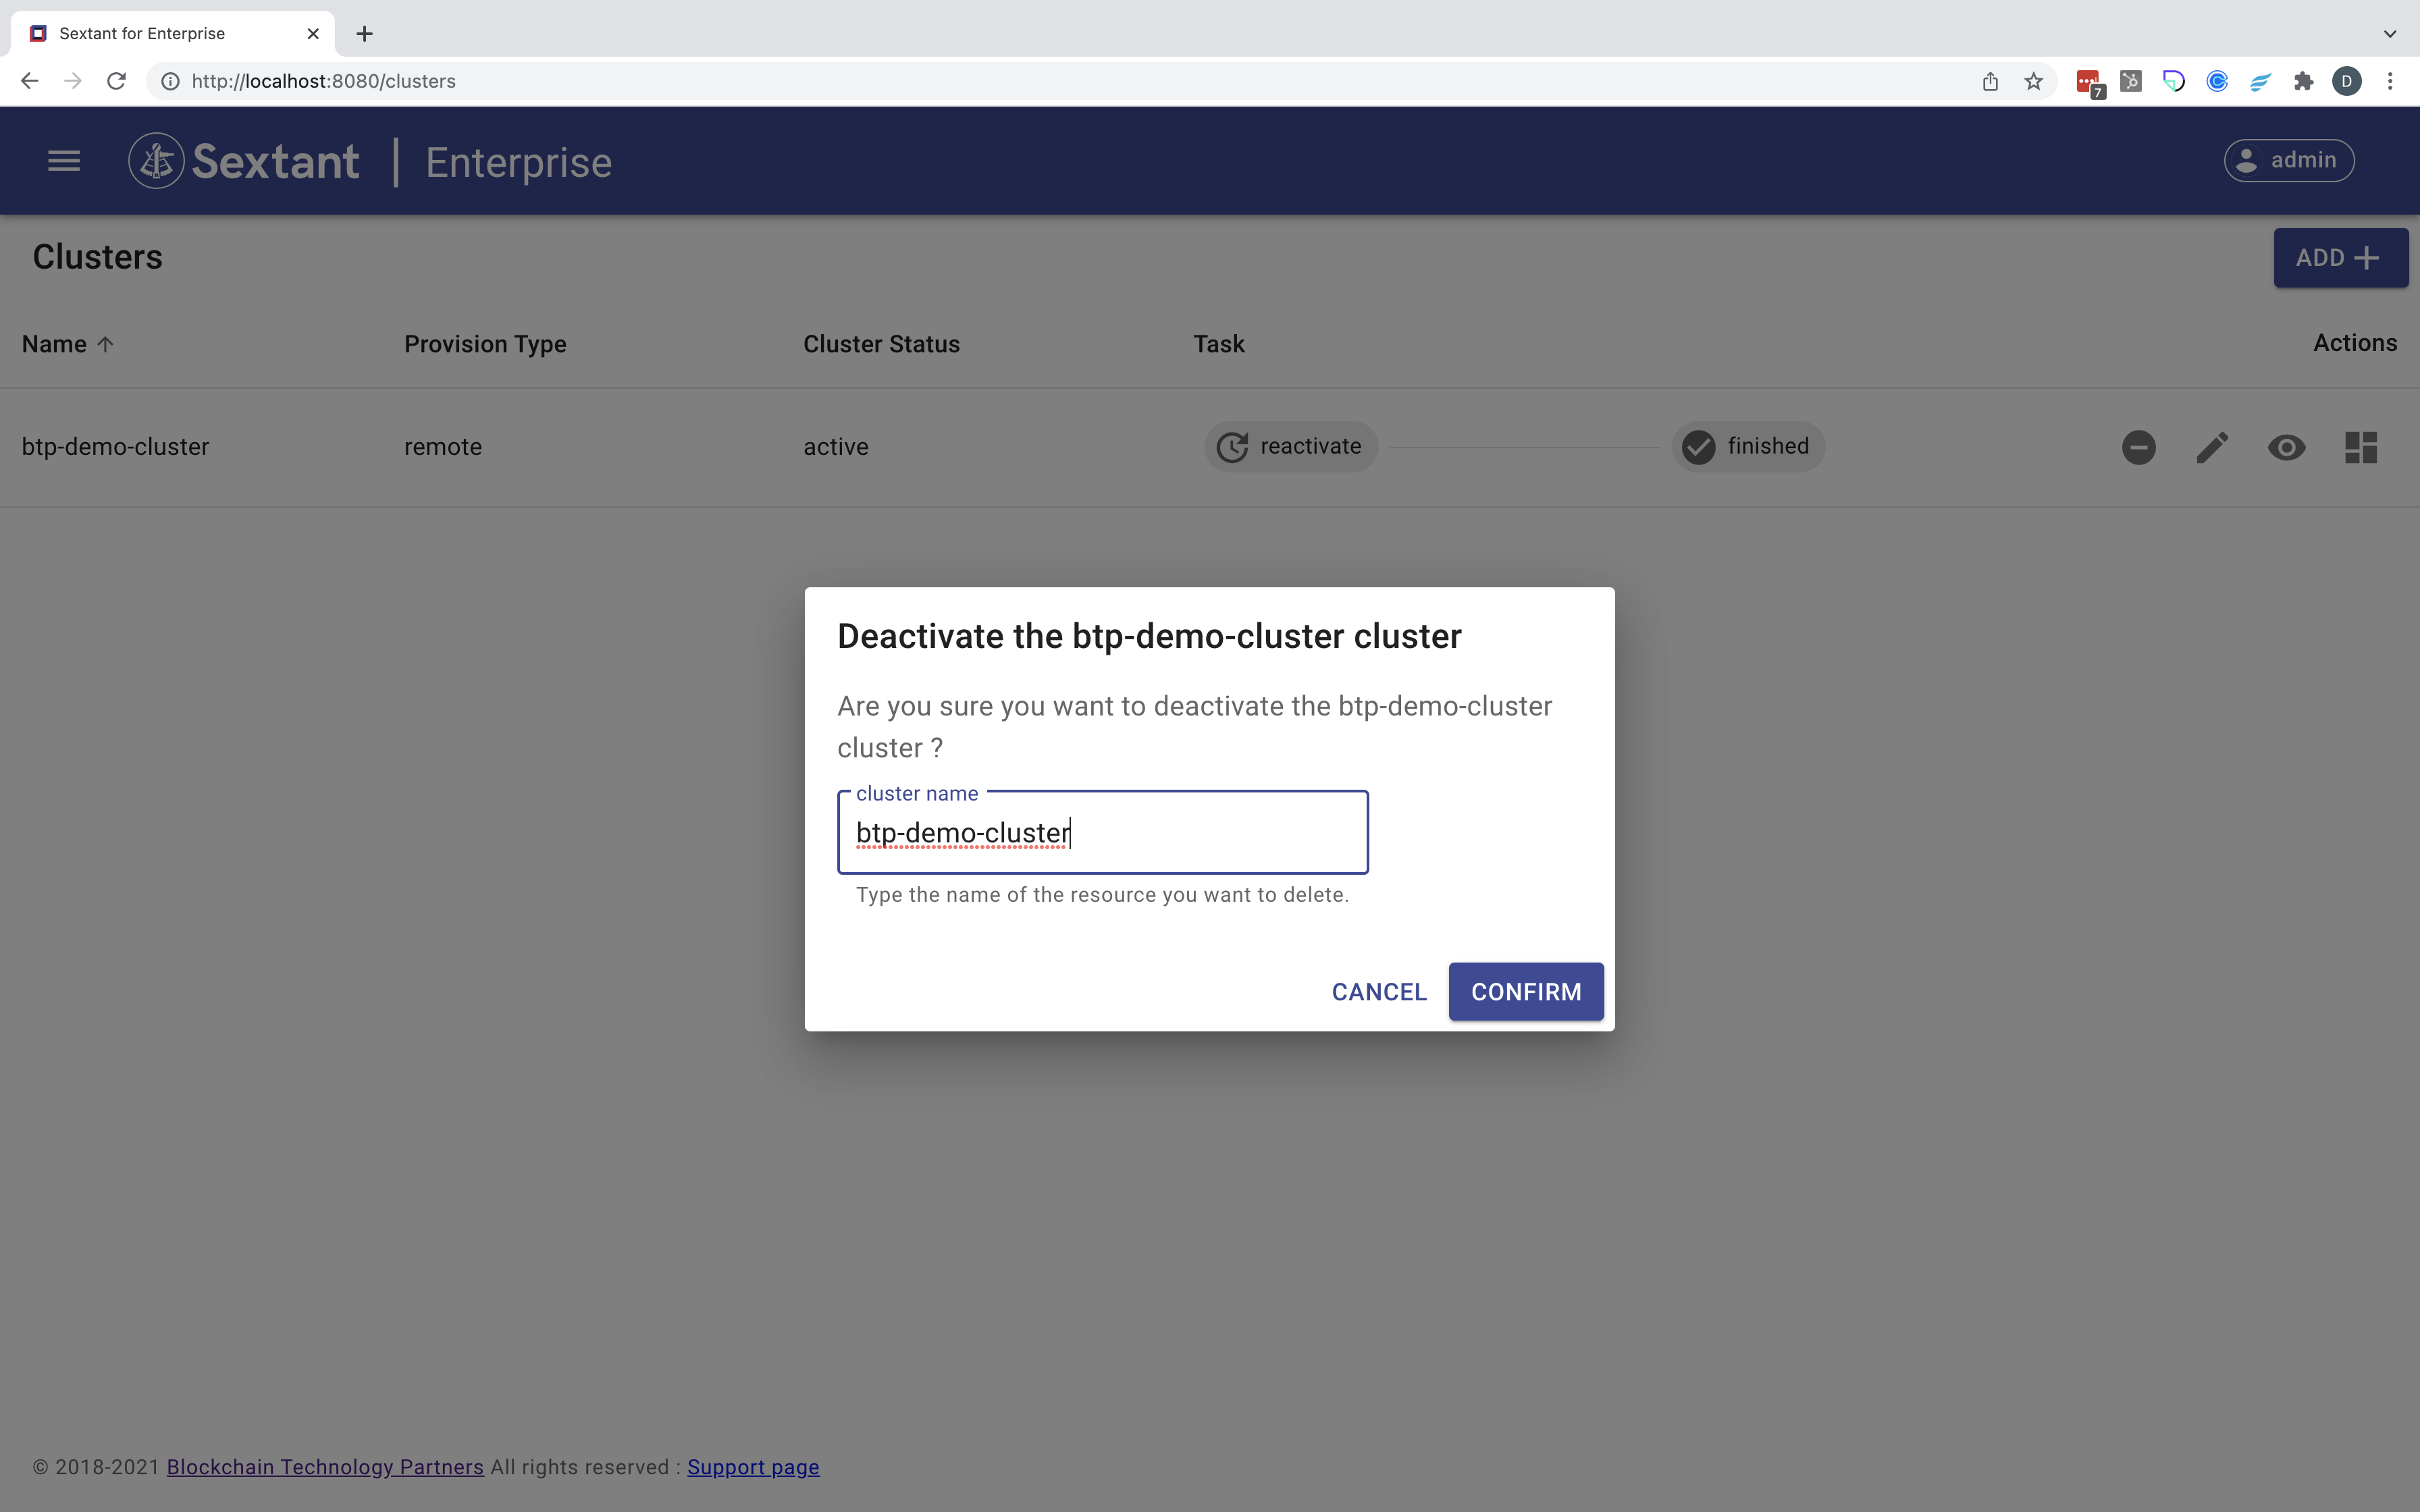 Sextant for Enterprise
http://localhost:8080/clusters
7
D
Sextant | Enterprise
admin
Clusters
ADD
Name
Provision Type
Cluster Status
Task
Actions
btp-demo-cluster
remote
active
reactivate
finished
Deactivate the btp-demo-cluster cluster
Are you sure you want to deactivate the btp-demo-cluster
cluster ?
cluster name
btp-demo-cluster
Type the name of the resource you want to delete.
CANCEL
CONFIRM
© 2018-2021 Blockchain Technology Partners All rights reserved : Support page